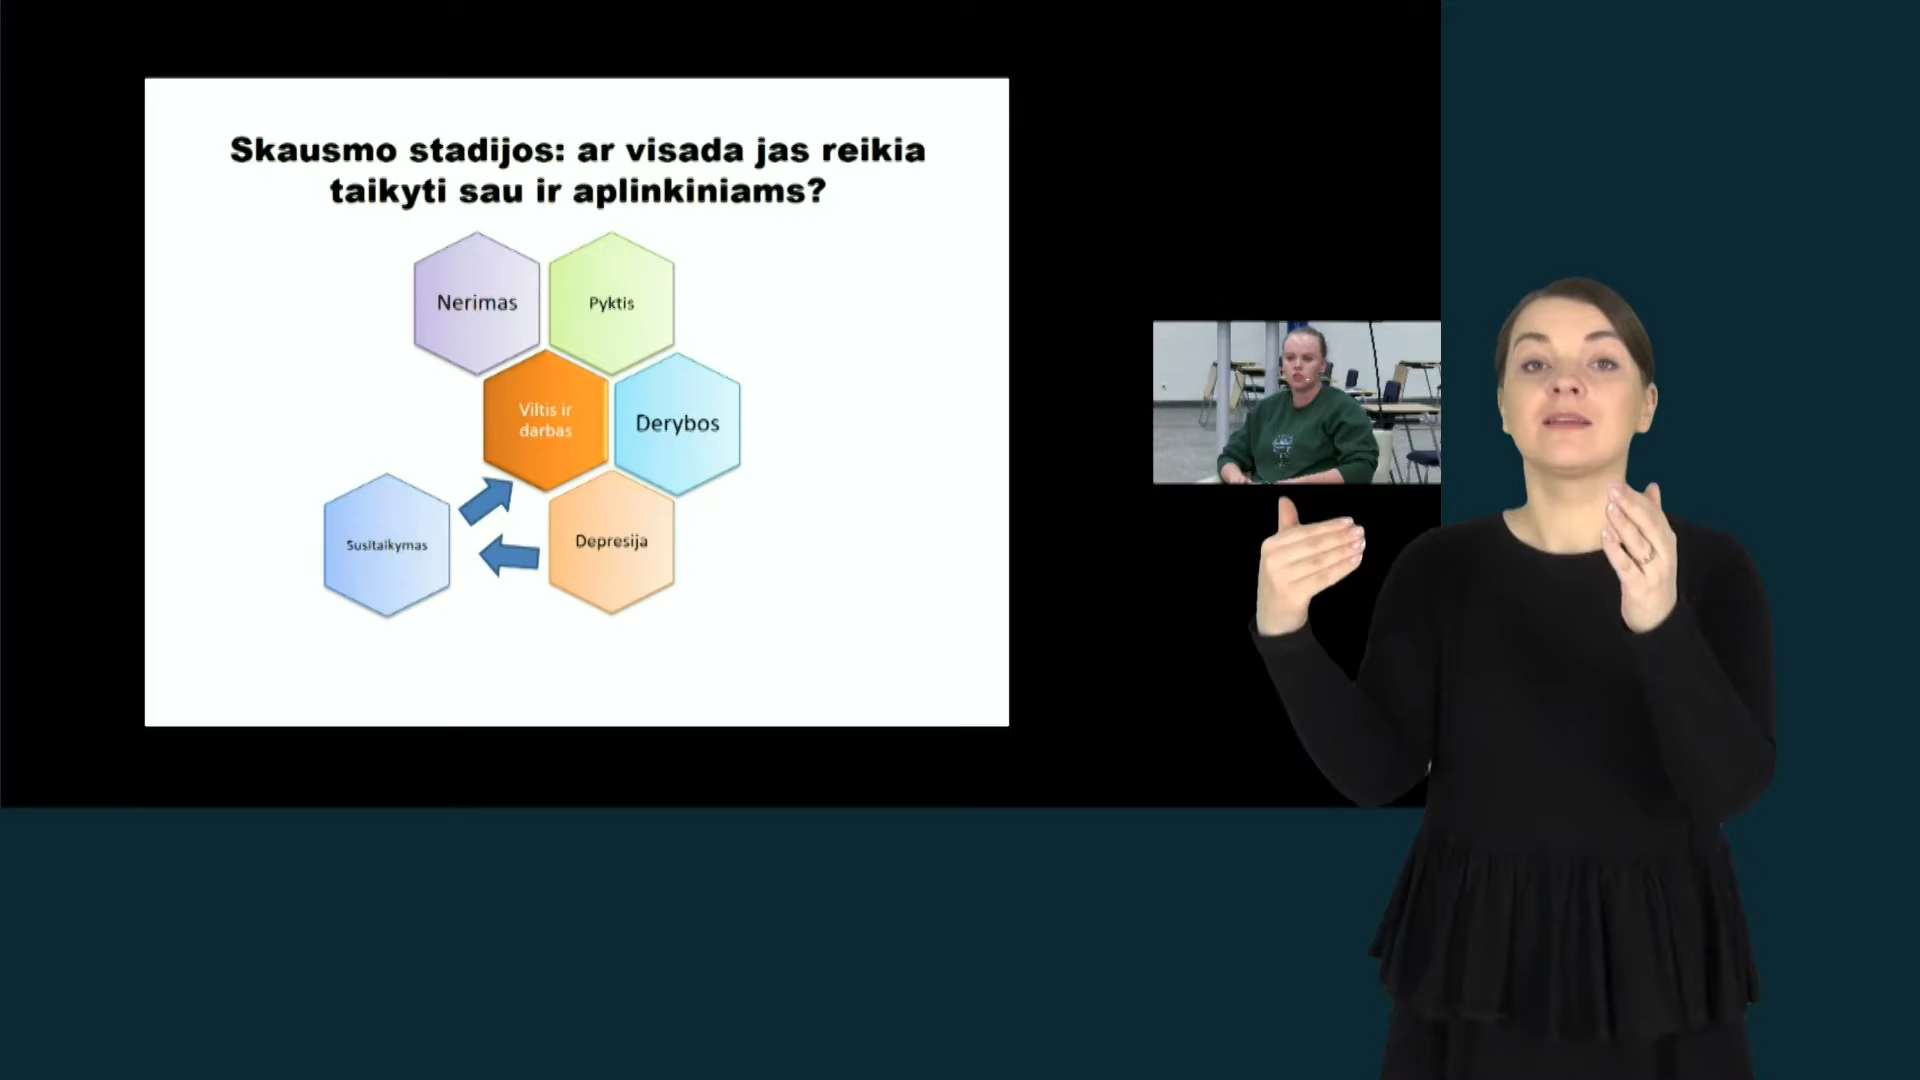 Skausmo stadijos: ar visada jas reikia
taikyti sau ir aplinkiniams?
Nerimas
Pyktis
Viltis ir
darbas
Derybos
Susitaikymas
Depresija